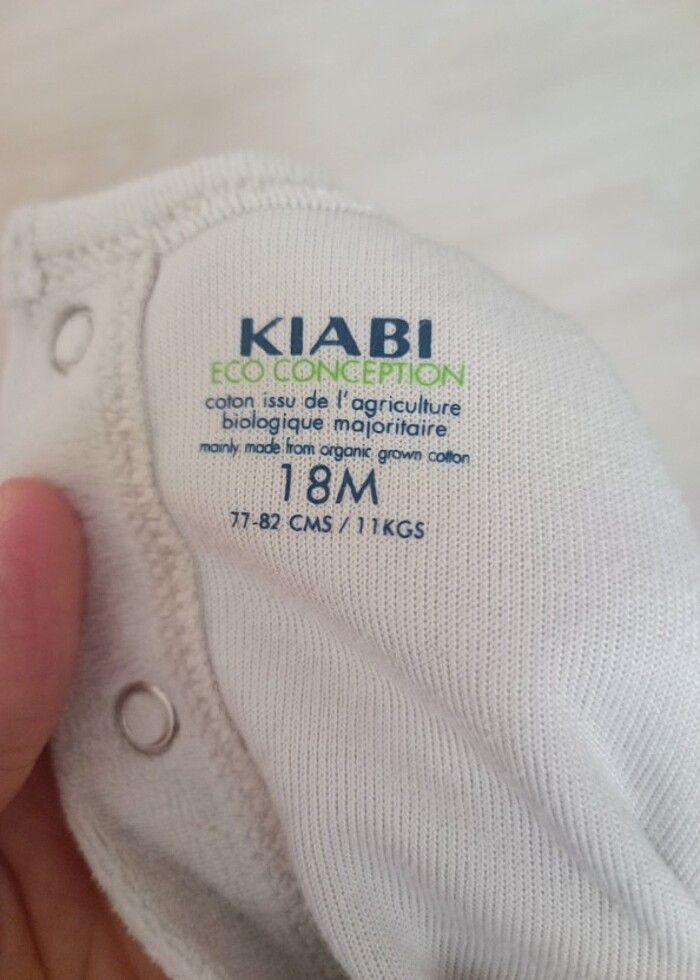 KIABI
ECO CONCEPTION
coton issu de l'agriculture
biologique majoritaire
mainly made from organic grown cotton
18M
77-82 CMS / 11KGS